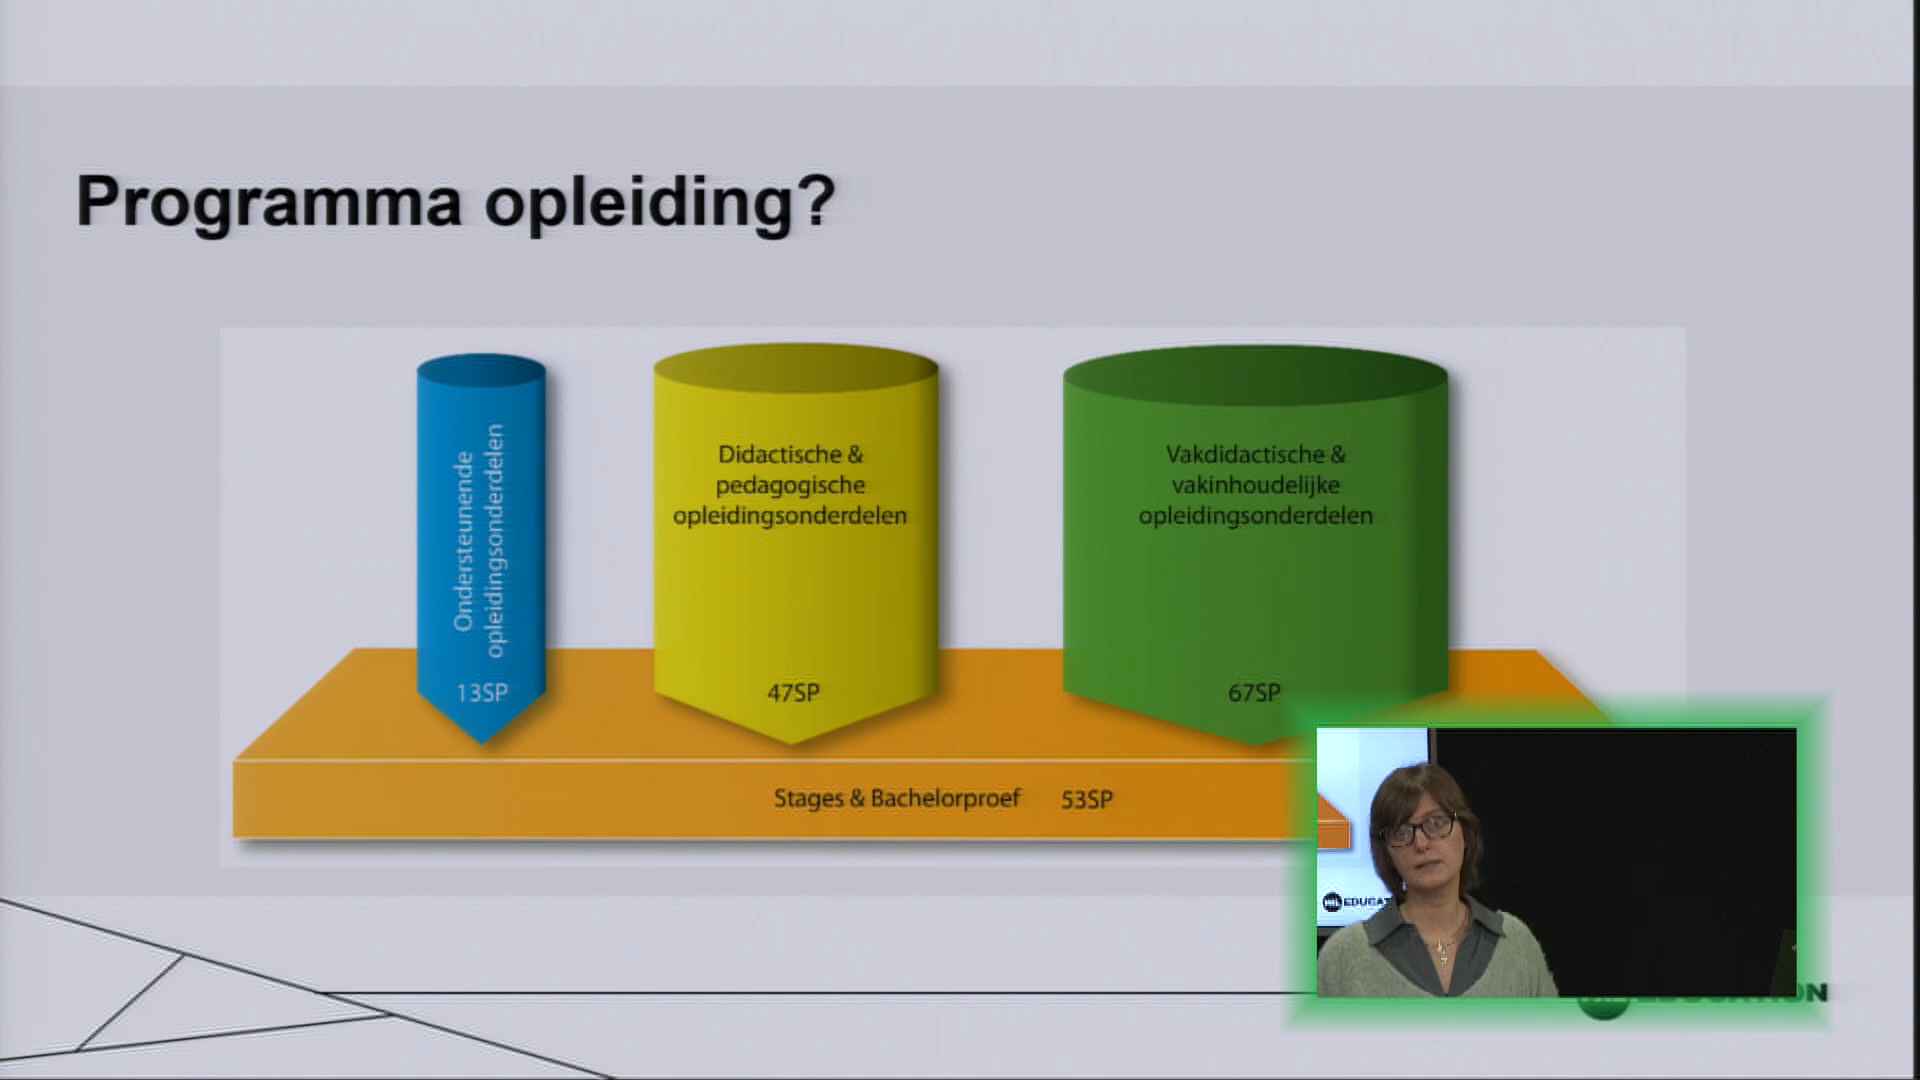 Programma opleiding?
Ondersteunende
opleidingsonderdelen
13SP
Didactische &
pedagogische
opleidingsonderdelen
47SP
Vakdidactische &
vakinhoudelijke
opleidingsonderdelen
67SP
Stages & Bachelorproef 53SP